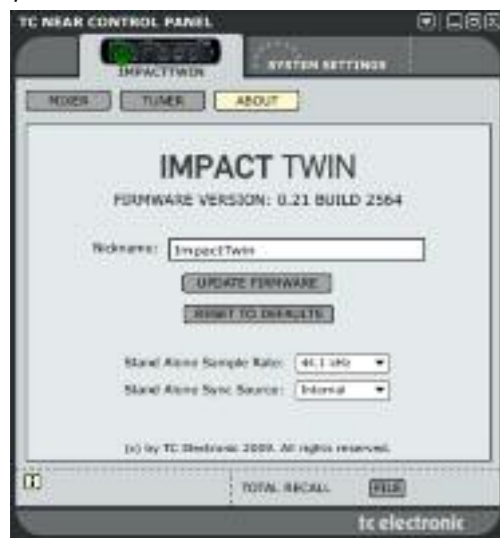 TC NEAR CONTROL PANEL
IMPACTTWIN
SYSTEM SETTINGS
MIXER TUNER ABOUT
IMPACT TWIN
FIRMWARE VERSION: 0.21 BUILD 2564
Nickname: ImpactTwin
UPDATE FIRMWARE
RESET TO DEFAULTS
Stand Alone Sample Rate: 44.1 kHz
Stand Alone Sync Source: Internal
(c) by TC Electronic 2009. All rights reserved.
TOTAL RECALL FILE
tc electronic